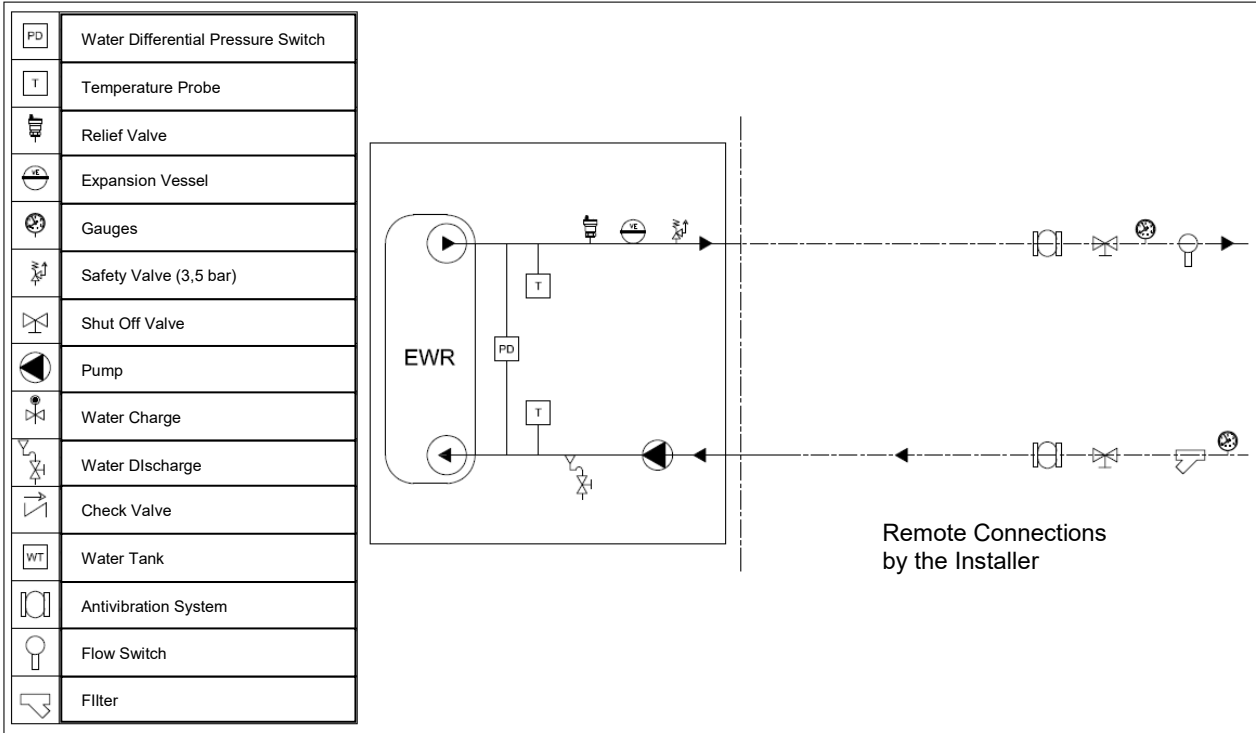 PD
Water Differential Pressure Switch
T
Temperature Probe
Relief Valve
VE
Expansion Vessel
Gauges
Safety Valve (3,5 bar)
Shut Off Valve
Pump
Water Charge
Water DIscharge
Check Valve
WT
Water Tank
Antivibration System
Flow Switch
FIlter
VE
T
EWR
PD
T
Remote Connections
by the Installer